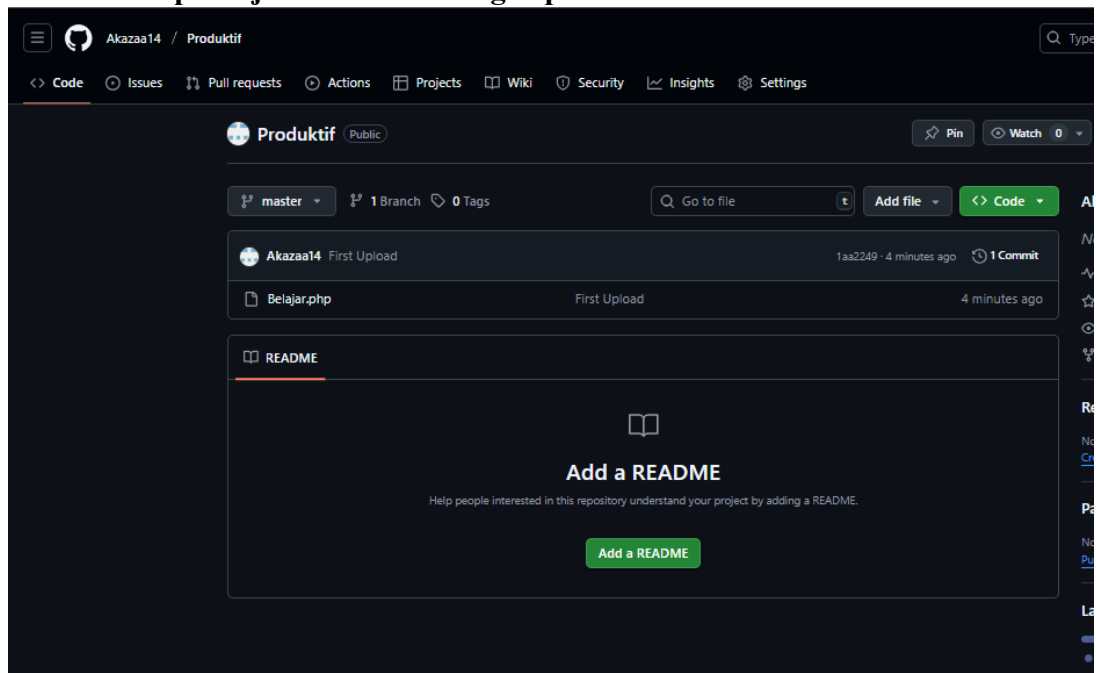 Akazaa14 / Produktif
Type
Code Issues Pull requests Actions Projects Wiki Security Insights Settings
Produktif Public Pin Watch 0
master 1 Branch 0 Tags Go to file t Add file Code
Akazaa14 First Upload 1aa2249 · 4 minutes ago 1 Commit
Belajar.php First Upload 4 minutes ago
README
Add a README
Help people interested in this repository understand your project by adding a README.
Add a README